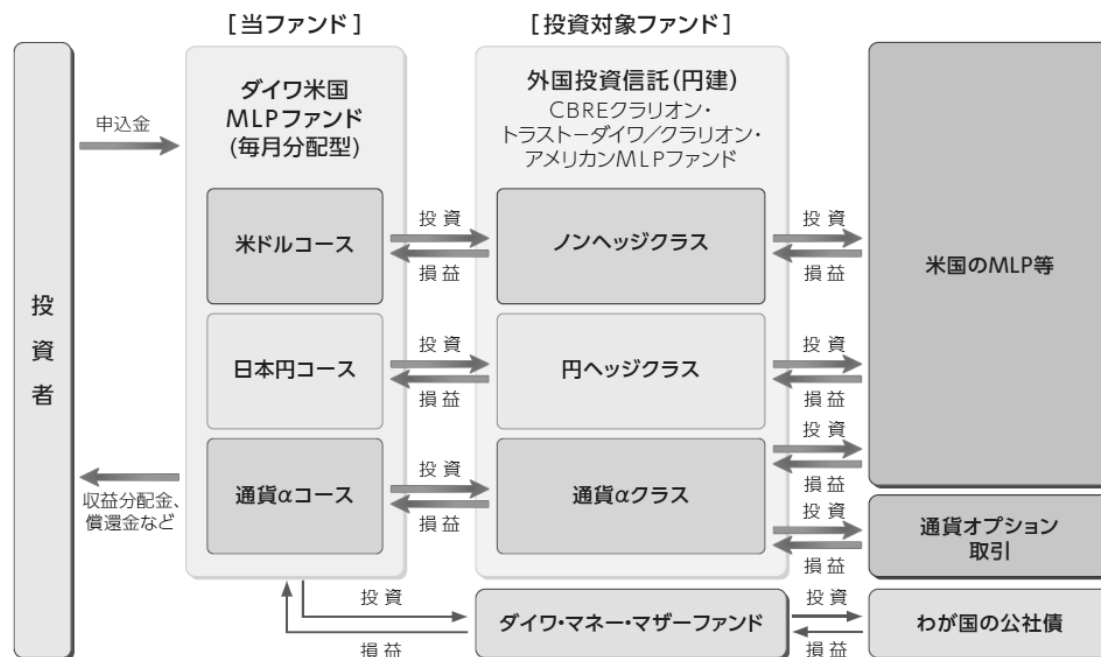 [当ファンド]
[投資対象ファンド]
ダイワ米国
MLPファンド
(毎月分配型)
外国投資信託(円建)
CBREクラリオン・
トラスト－ダイワ／クラリオン・
アメリカンMLPファンド
申込金
投資者
収益分配金、
償還金など
米ドルコース
投資
損益
ノンヘッジクラス
投資
損益
米国のMLP等
日本円コース
投資
損益
円ヘッジクラス
投資
損益
通貨αコース
投資
損益
通貨αクラス
投資
損益
投資
損益
通貨オプション
取引
投資
損益
ダイワ・マネー・マザーファンド
投資
損益
わが国の公社債